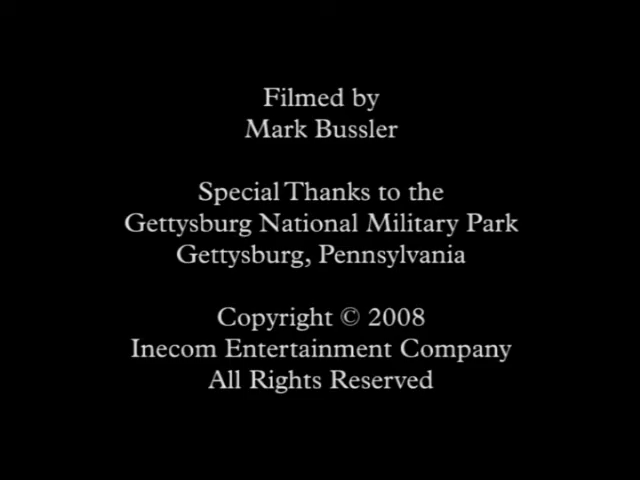 Filmed by
Mark Bussler
Special Thanks to the
Gettysburg National Military Park
Gettysburg, Pennsylvania
Copyright © 2008
Inecom Entertainment Company
All Rights Reserved